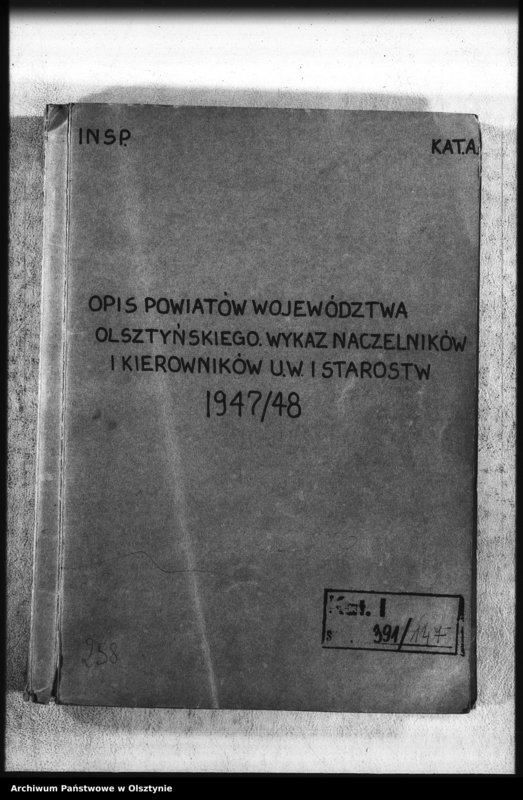 INSP.
KAT.A
OPIS POWIATÓW WOJEWÓDZTWA
OLSZTYŃSKIEGO. WYKAZ NACZELNIKÓW
I KIEROWNIKÓW U.W. I STAROSTW
1947/48
Kat. I
s. 391/147
258
Archiwum Państwowe w Olsztynie